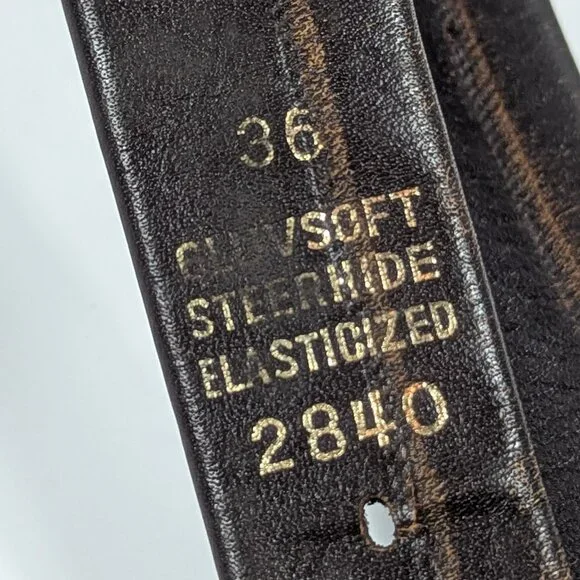 36
STEERHIDE
ELASTICIZED
2840